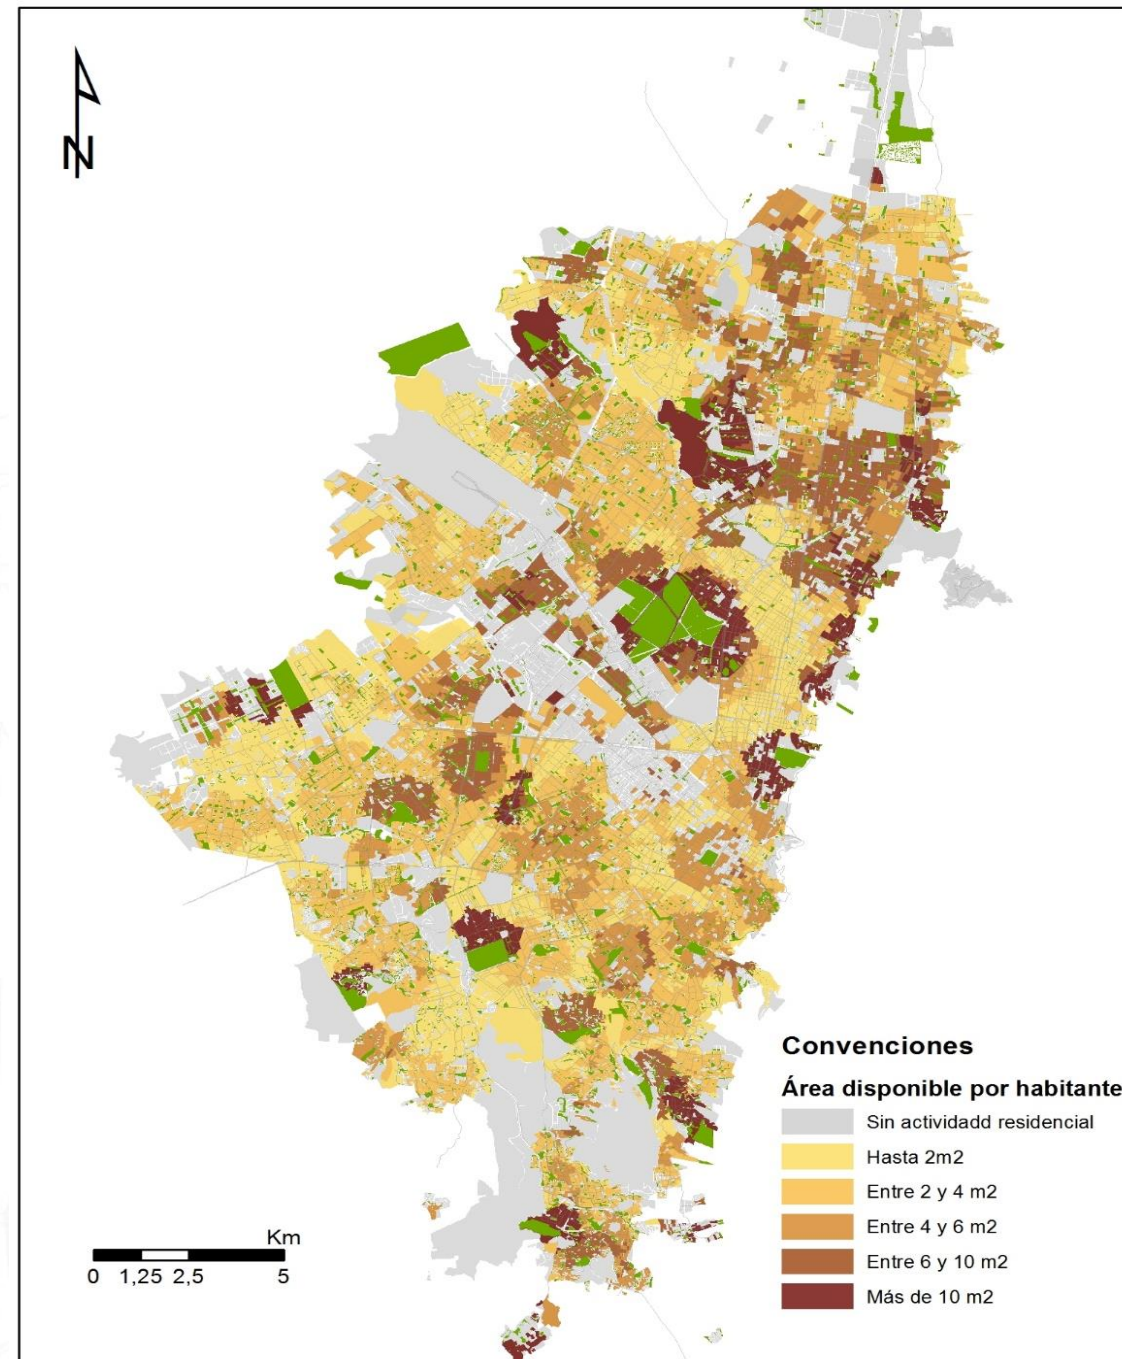 N
Convenciones
Área disponible por habitante
Sin actividadd residencial
Hasta 2m2
Entre 2 y 4 m2
Entre 4 y 6 m2
Entre 6 y 10 m2
Más de 10 m2
Km
0 1,25 2,5 5